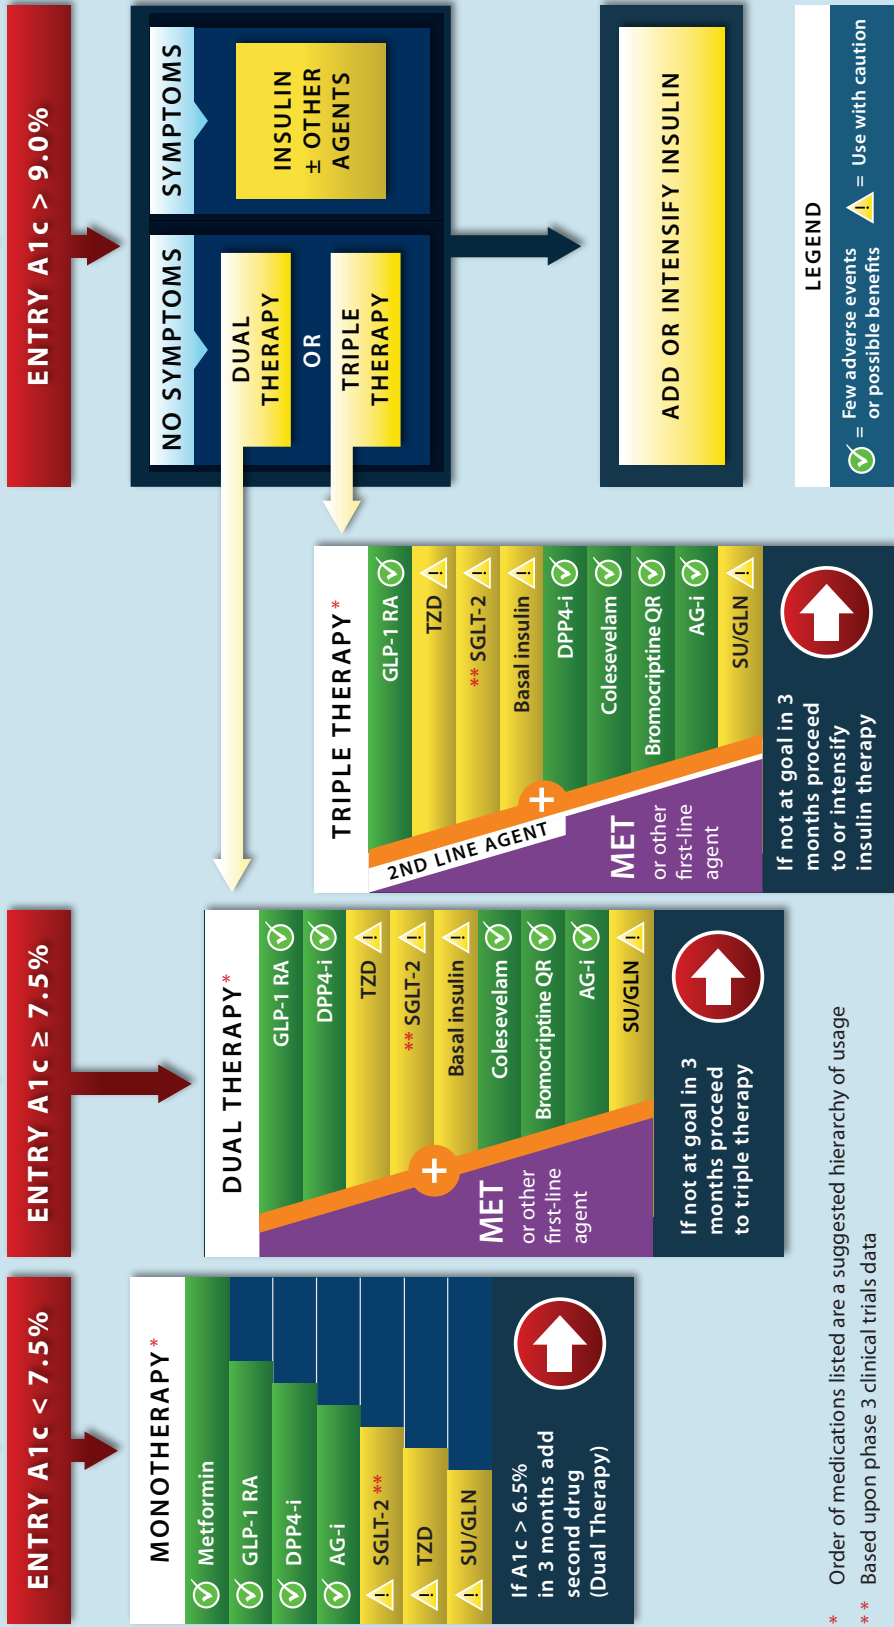 ENTRY A1c < 7.5%
MONOTHERAPY*
Metformin
GLP-1 RA
DPP4-i
AG-i
SGLT-2 **
TZD
SU/GLN
If A1c > 6.5%
in 3 months add
second drug
(Dual Therapy)
ENTRY A1c ≥ 7.5%
DUAL THERAPY*
GLP-1 RA
DPP4-i
TZD
** SGLT-2
Basal insulin
Colesevelam
Bromocriptine QR
AG-i
SU/GLN
+
MET
or other
first-line
agent
If not at goal in 3
months proceed
to triple therapy
TRIPLE THERAPY*
GLP-1 RA
TZD
** SGLT-2
Basal insulin
DPP4-i
Colesevelam
Bromocriptine QR
AG-i
SU/GLN
2ND LINE AGENT
+
MET
or other
first-line
agent
If not at goal in 3
months proceed
to or intensify
insulin therapy
ENTRY A1c > 9.0%
NO SYMPTOMS
DUAL
THERAPY
OR
TRIPLE
THERAPY
SYMPTOMS
INSULIN
± OTHER
AGENTS
ADD OR INTENSIFY INSULIN
LEGEND
= Few adverse events
or possible benefits
= Use with caution
* Order of medications listed are a suggested hierarchy of usage
** Based upon phase 3 clinical trials data